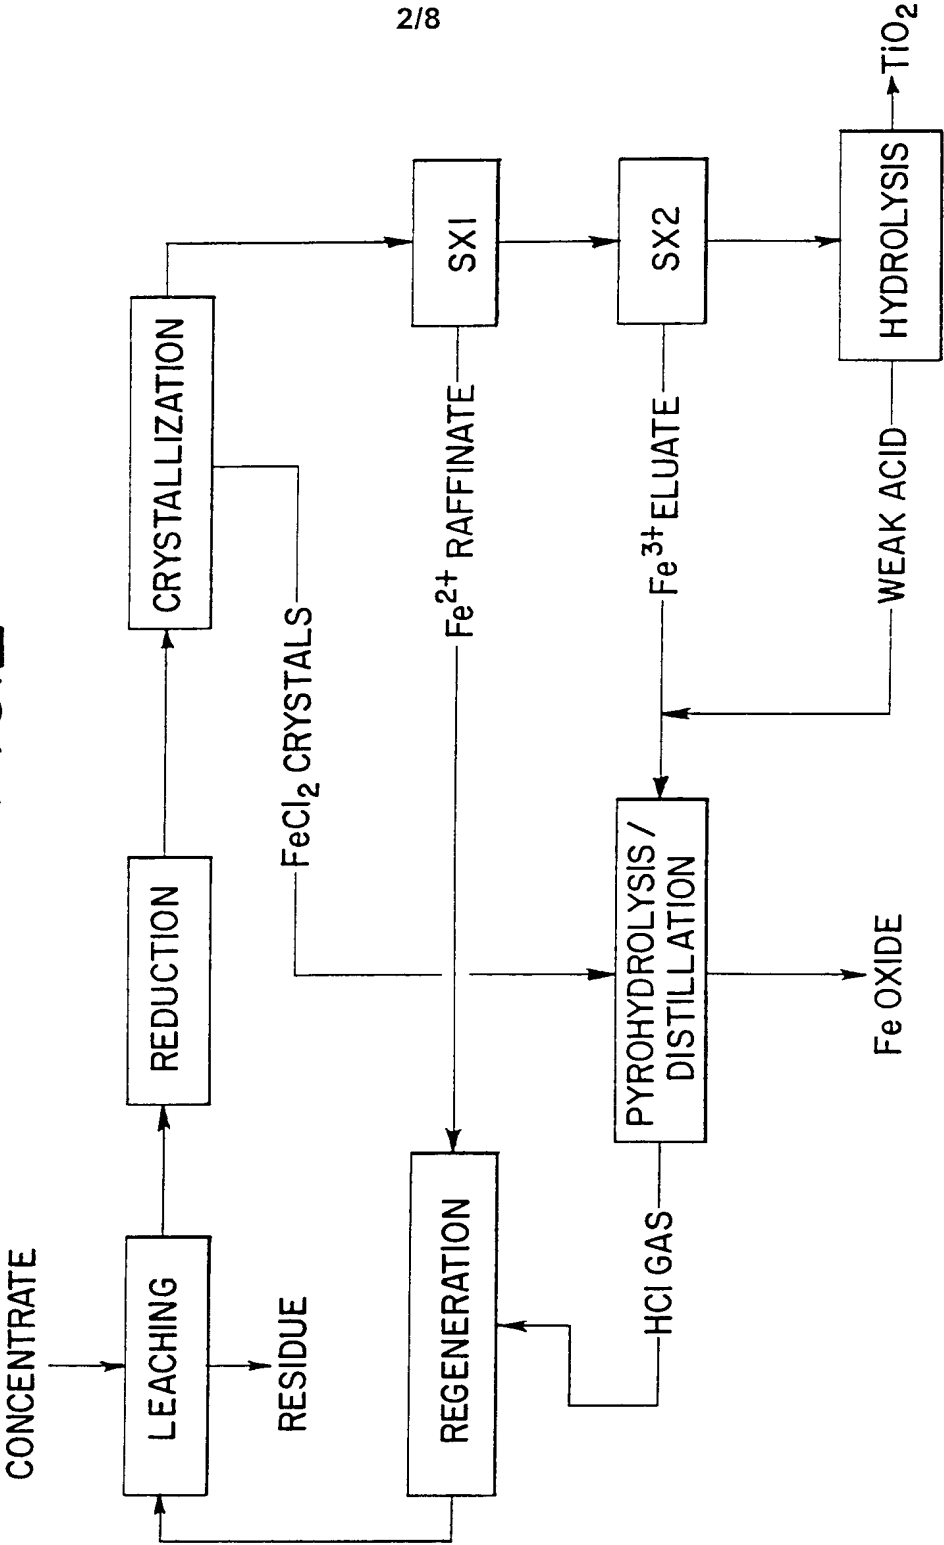 2/8
CONCENTRATE
LEACHING
RESIDUE
REDUCTION
CRYSTALLIZATION
FeCl₂ CRYSTALS
SX1
Fe²⁺ RAFFINATE
REGENERATION
SX2
Fe³⁺ ELUATE
PYROHYDROLYSIS/
DISTILLATION
HCl GAS
Fe OXIDE
HYDROLYSIS
WEAK ACID
TiO₂